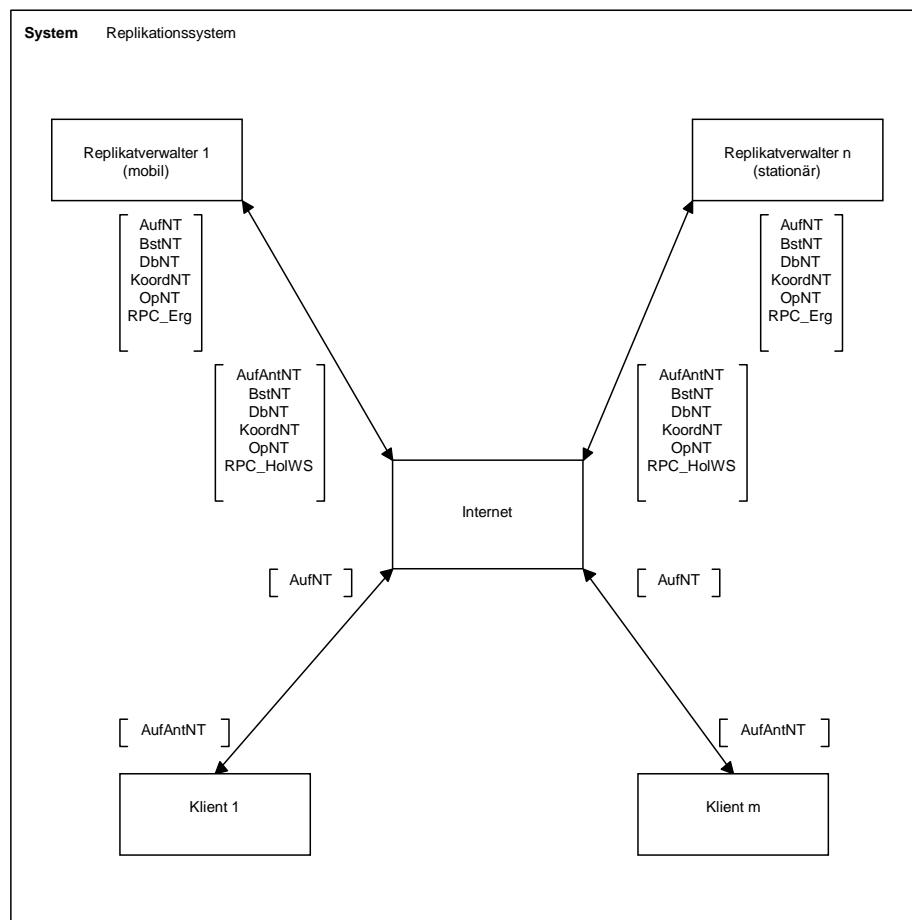 System Replikationssystem
Replikatverwalter 1
(mobil)
Replikatverwalter n
(stationär)
AufNT
BstNT
DbNT
KoordNT
OpNT
RPC_Erg
AufNT
BstNT
DbNT
KoordNT
OpNT
RPC_Erg
AufAntNT
BstNT
DbNT
KoordNT
OpNT
RPC_HolWS
AufAntNT
BstNT
DbNT
KoordNT
OpNT
RPC_HolWS
Internet
AufNT
AufNT
AufAntNT
AufAntNT
Klient 1
Klient m